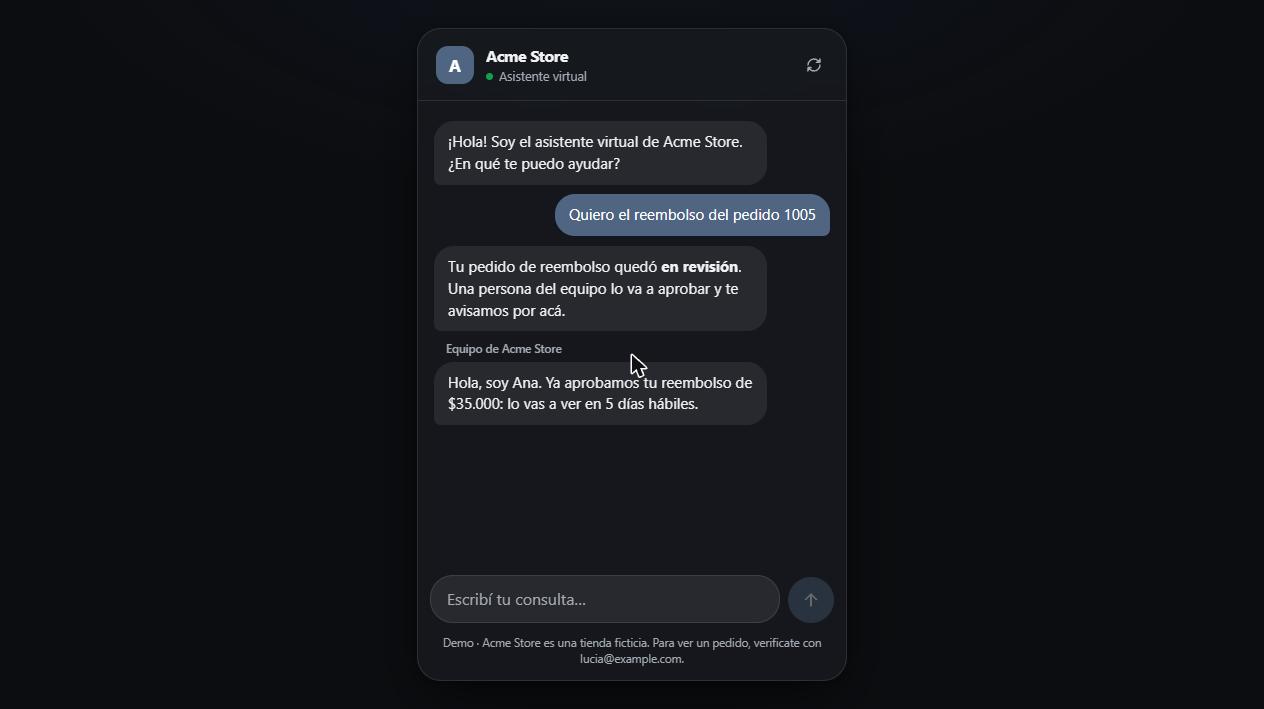 A
Acme Store
Asistente virtual
¡Hola! Soy el asistente virtual de Acme Store.
¿En qué te puedo ayudar?
Quiero el reembolso del pedido 1005
Tu pedido de reembolso quedó en revisión.
Una persona del equipo lo va a aprobar y te
avisamos por acá.
Equipo de Acme Store
Hola, soy Ana. Ya aprobamos tu reembolso de
$35.000: lo vas a ver en 5 días hábiles.
Escribí tu consulta...
Demo · Acme Store es una tienda ficticia. Para ver un pedido, verificate con
lucia@example.com.